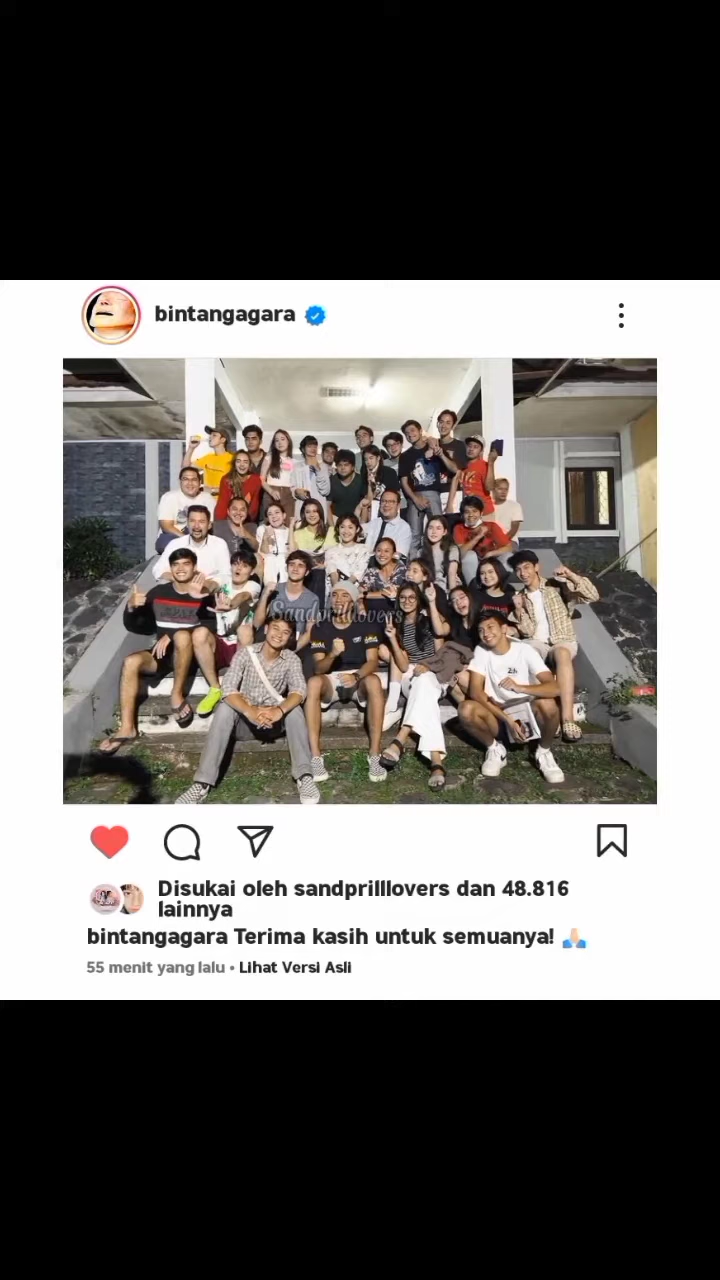 bintangagara
Sandprilllovers
Disukai oleh sandprilllovers dan 48.816
lainnya
bintangagara Terima kasih untuk semuanya! 🙏🏻
55 menit yang lalu • Lihat Versi Asli